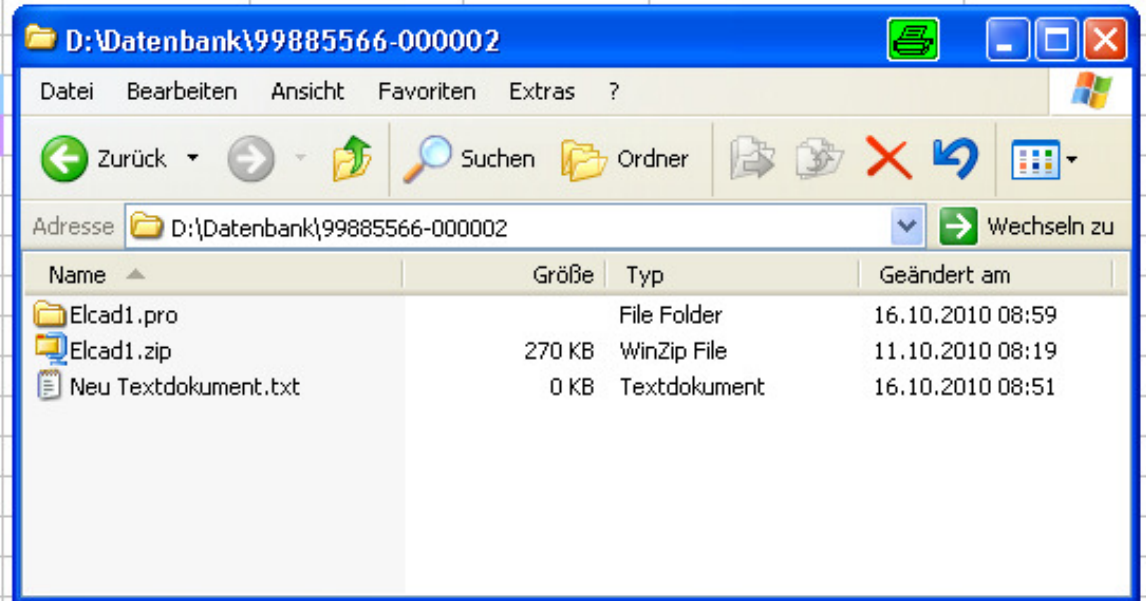 D:\Datenbank\99885566-000002
Datei Bearbeiten Ansicht Favoriten Extras ?
Zurück Suchen Ordner
Adresse D:\Datenbank\99885566-000002 Wechseln zu
Name Größe Typ Geändert am
Elcad1.pro File Folder 16.10.2010 08:59
Elcad1.zip 270 KB WinZip File 11.10.2010 08:19
Neu Textdokument.txt 0 KB Textdokument 16.10.2010 08:51